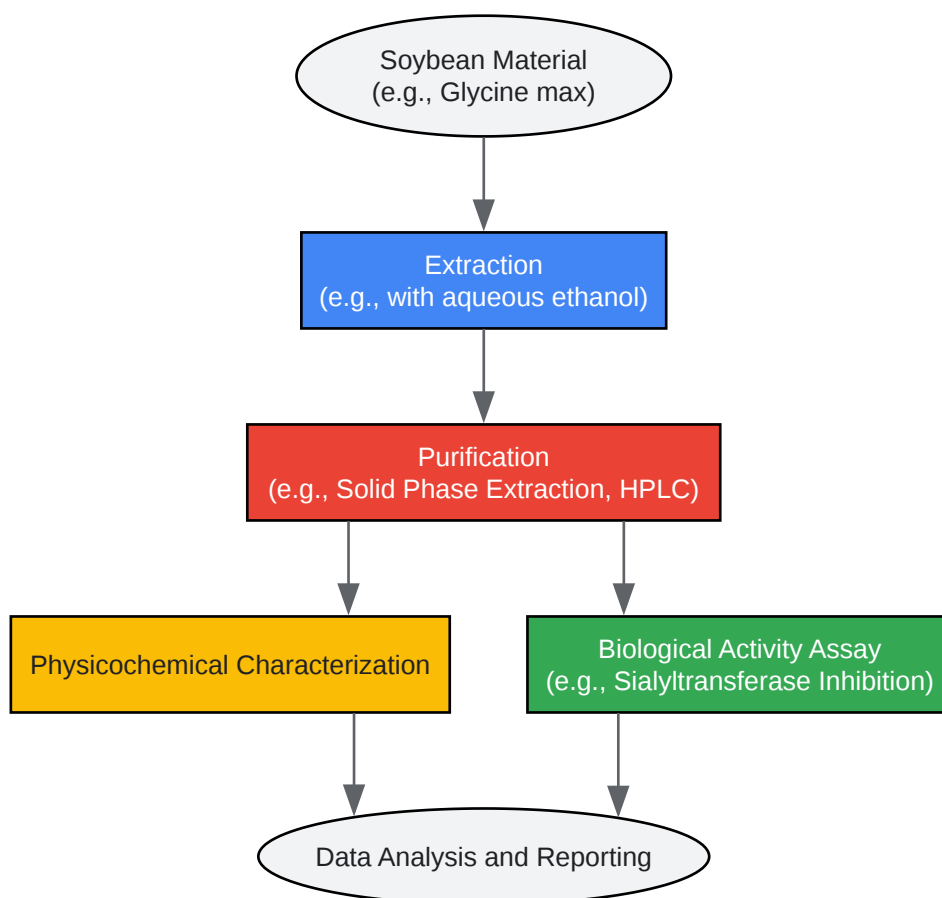 Soybean Material
(e.g., Glycine max)
Extraction
(e.g., with aqueous ethanol)
Purification
(e.g., Solid Phase Extraction, HPLC)
Physicochemical Characterization
Biological Activity Assay
(e.g., Sialyltransferase Inhibition)
Data Analysis and Reporting